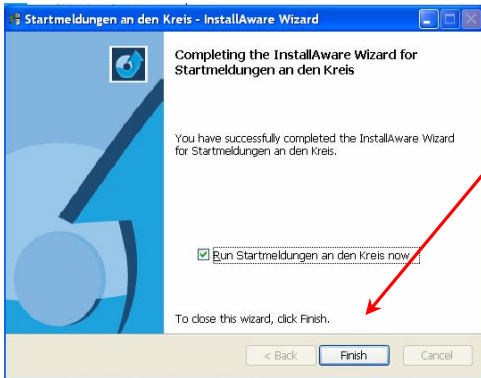 Startmeldungen an den Kreis - InstallAware Wizard
Completing the InstallAware Wizard for
Startmeldungen an den Kreis
You have successfully completed the InstallAware Wizard
for Startmeldungen an den Kreis.
Run Startmeldungen an den Kreis now
To close this wizard, click Finish.
< Back Finish Cancel